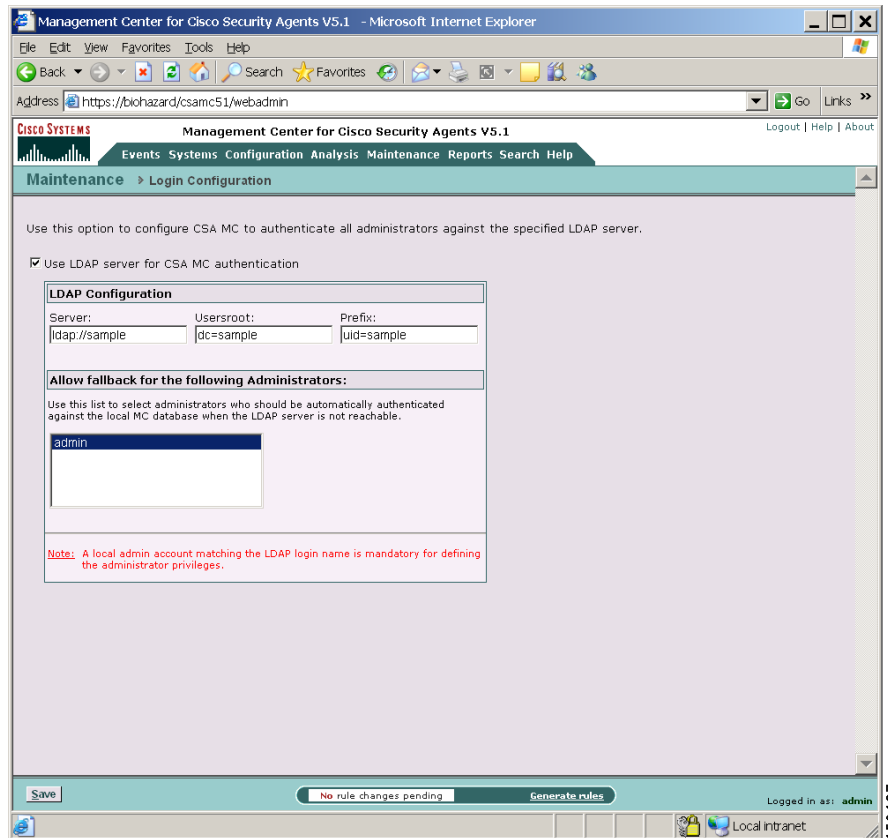 Management Center for Cisco Security Agents V5.1 - Microsoft Internet Explorer
File Edit View Favorites Tools Help
Back Search Favorites
Address https://biohazard/csamc51/webadmin Go Links »
CISCO SYSTEMS Management Center for Cisco Security Agents V5.1 Logout | Help | About
Events Systems Configuration Analysis Maintenance Reports Search Help
Maintenance > Login Configuration
Use this option to configure CSA MC to authenticate all administrators against the specified LDAP server.
Use LDAP server for CSA MC authentication
LDAP Configuration
Server: Usersroot: Prefix:
ldap://sample dc=sample uid=sample
Allow fallback for the following Administrators:
Use this list to select administrators who should be automatically authenticated
against the local MC database when the LDAP server is not reachable.
admin
Note: A local admin account matching the LDAP login name is mandatory for defining
the administrator privileges.
Save No rule changes pending Generate rules Logged in as: admin
Local intranet